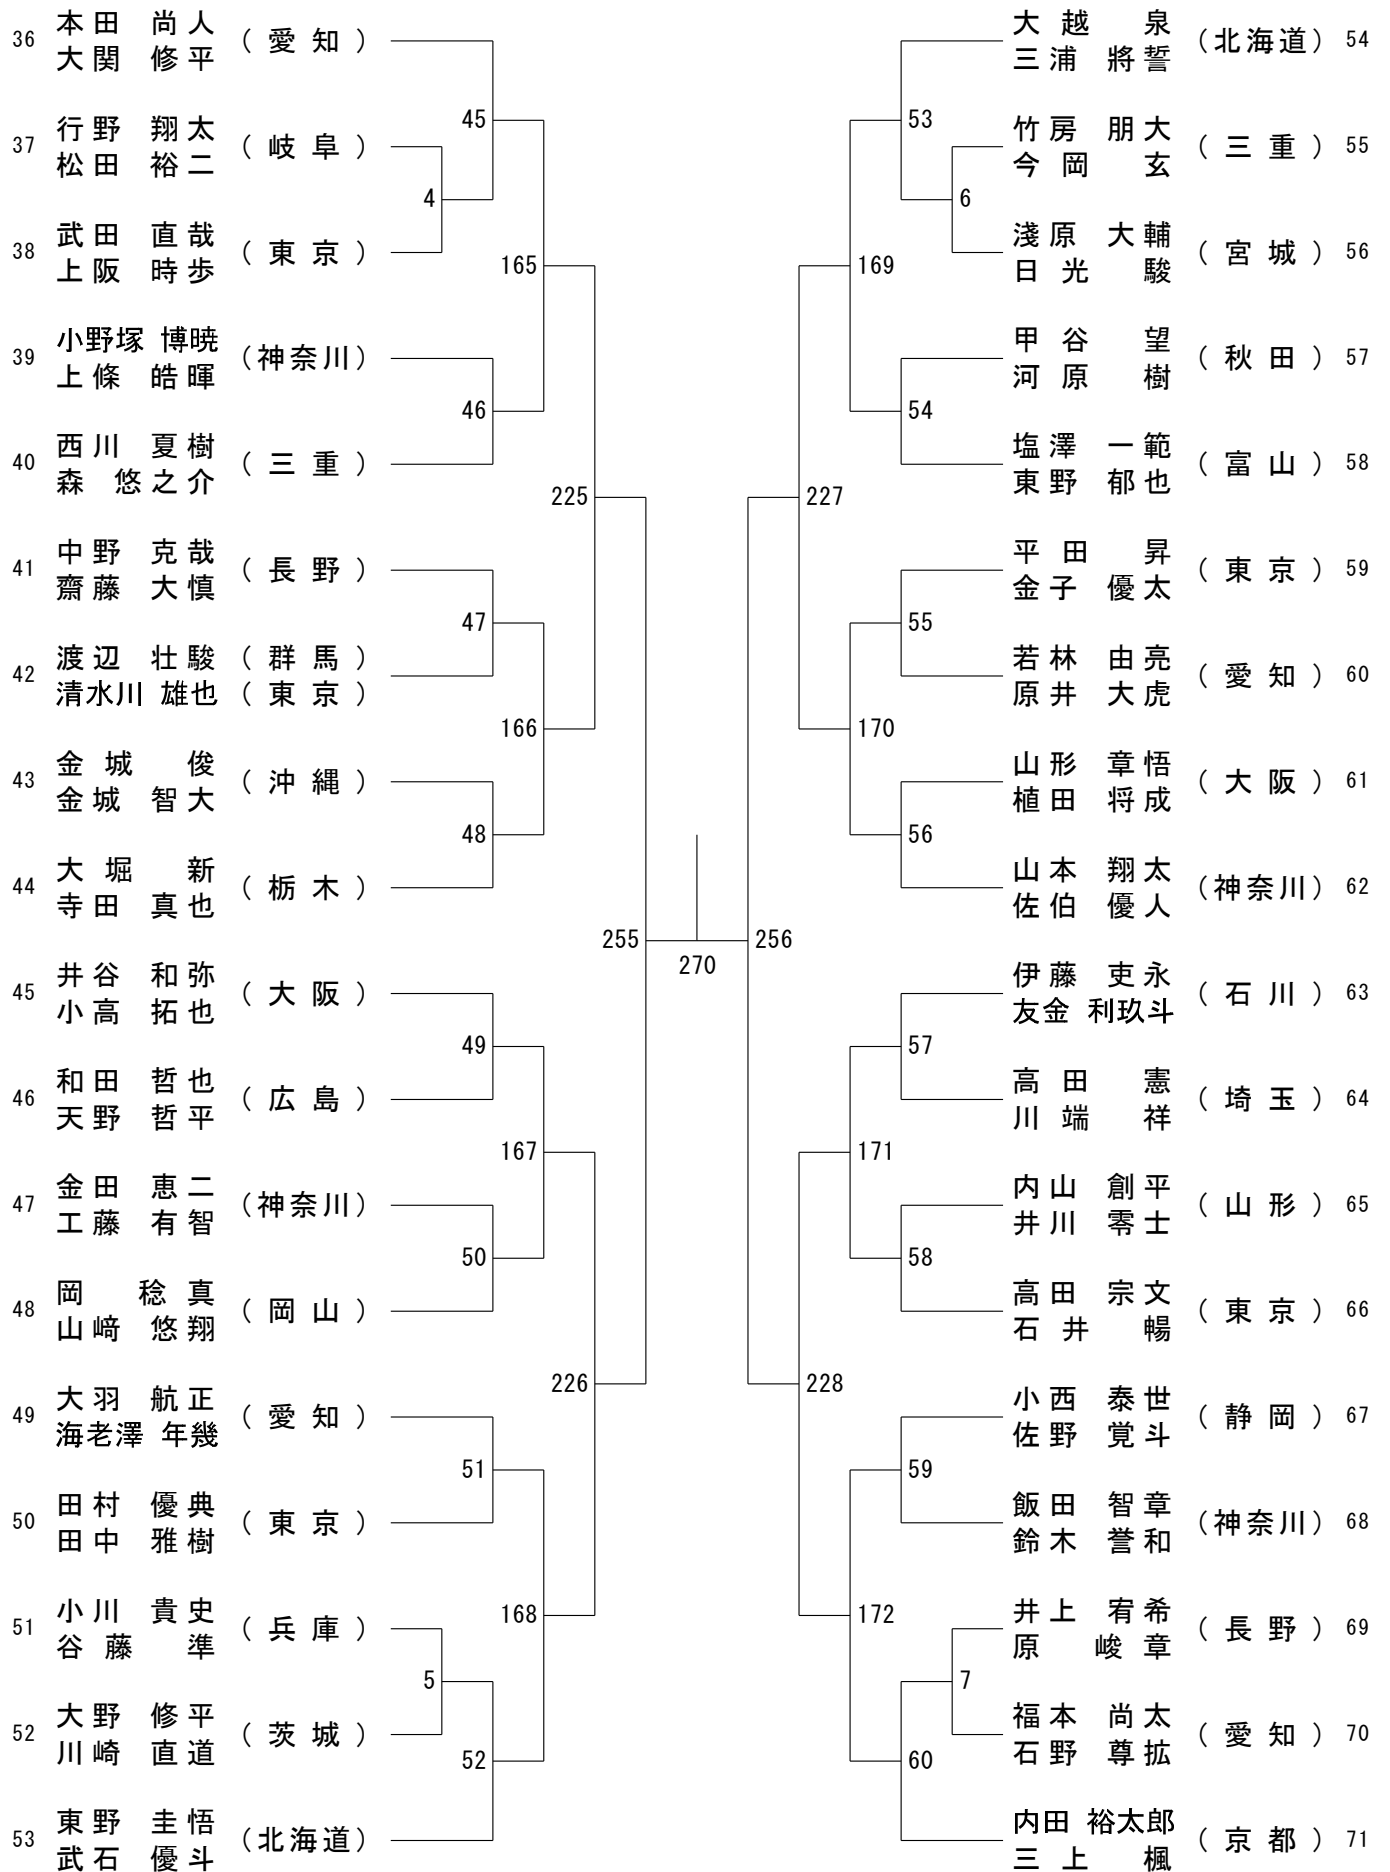 36 本田 尚人 (愛知)
大関 修平
37 行野 翔太 (岐阜)
松田 裕二
38 武田 直哉 (東京)
上阪 時歩
39 小野塚 博暁 (神奈川)
上條 皓暉
40 西川 夏樹 (三重)
森 悠之介
41 中野 克哉 (長野)
齋藤 大慎
42 渡辺 壮駿 (群馬)
清水川 雄也 (東京)
43 金城 俊 (沖縄)
金城 智大
44 大堀 新 (栃木)
寺田 真也
45 井谷 和弥 (大阪)
小高 拓也
46 和田 哲也 (広島)
天野 哲平
47 金田 恵二 (神奈川)
工藤 有智
48 岡 稔真 (岡山)
山﨑 悠翔
49 大羽 航正 (愛知)
海老澤 年幾
50 田村 優典 (東京)
田中 雅樹
51 小川 貴史 (兵庫)
谷藤 準
52 大野 修平 (茨城)
川崎 直道
53 東野 圭悟 (北海道)
武石 優斗
45
4
165
46
225
47
166
48
255
49
167
50
226
51
168
5
52
270
53
6
169
54
227
55
170
56
256
57
171
58
228
59
172
7
60
大越 泉 (北海道) 54
三浦 將誓
竹房 朋大 (三重) 55
今岡 玄
淺原 大輔 (宮城) 56
日光 駿
甲谷 望 (秋田) 57
河原 樹
塩澤 一範 (富山) 58
東野 郁也
平田 昇 (東京) 59
金子 優太
若林 由亮 (愛知) 60
原井 大虎
山形 章悟 (大阪) 61
植田 将成
山本 翔太 (神奈川) 62
佐伯 優人
伊藤 吏永 (石川) 63
友金 利玖斗
高田 憲 (埼玉) 64
川端 祥
内山 創平 (山形) 65
井川 零士
高田 宗文 (東京) 66
石井 暢
小西 泰世 (静岡) 67
佐野 覚斗
飯田 智章 (神奈川) 68
鈴木 誉和
井上 宥希 (長野) 69
原 峻章
福本 尚太 (愛知) 70
石野 尊拡
内田 裕太郎 (京都) 71
三上 楓